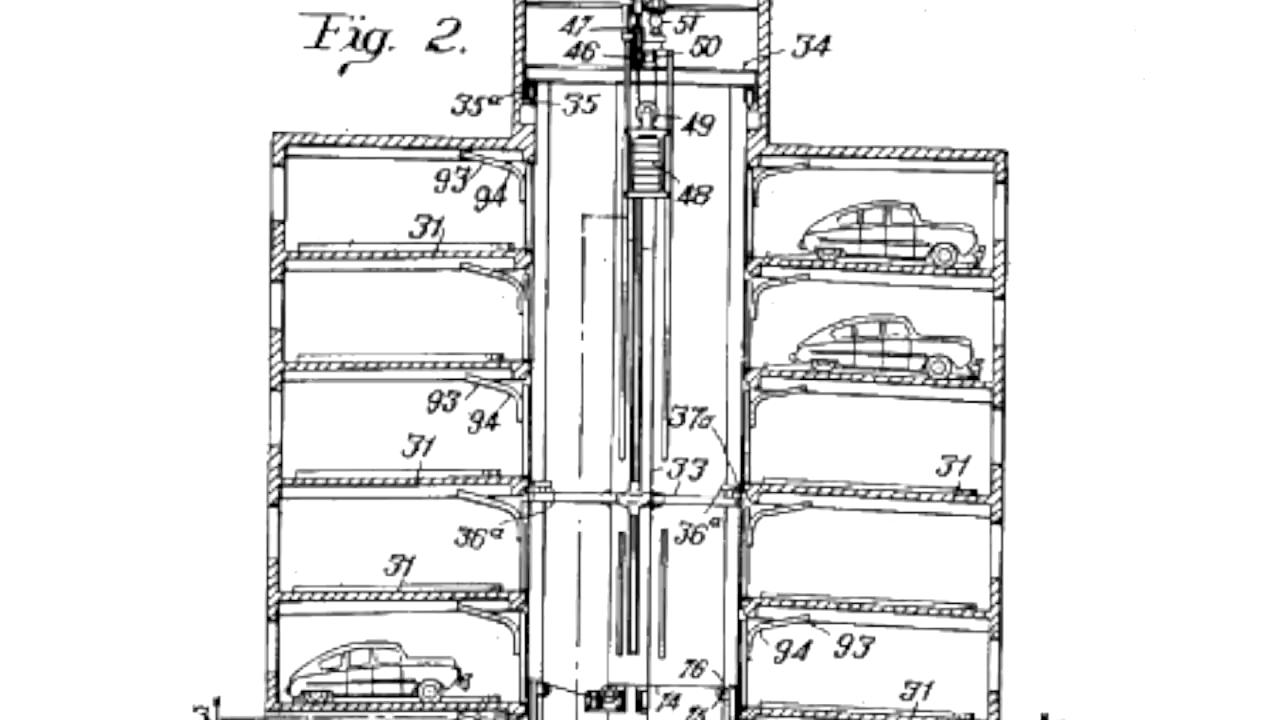 Fig. 2.
47 51
46 50 34
35a 35 49
93 94 48
31
93 94 37a
31 33 31
36a 36a
31
94 93
76
31
74
3